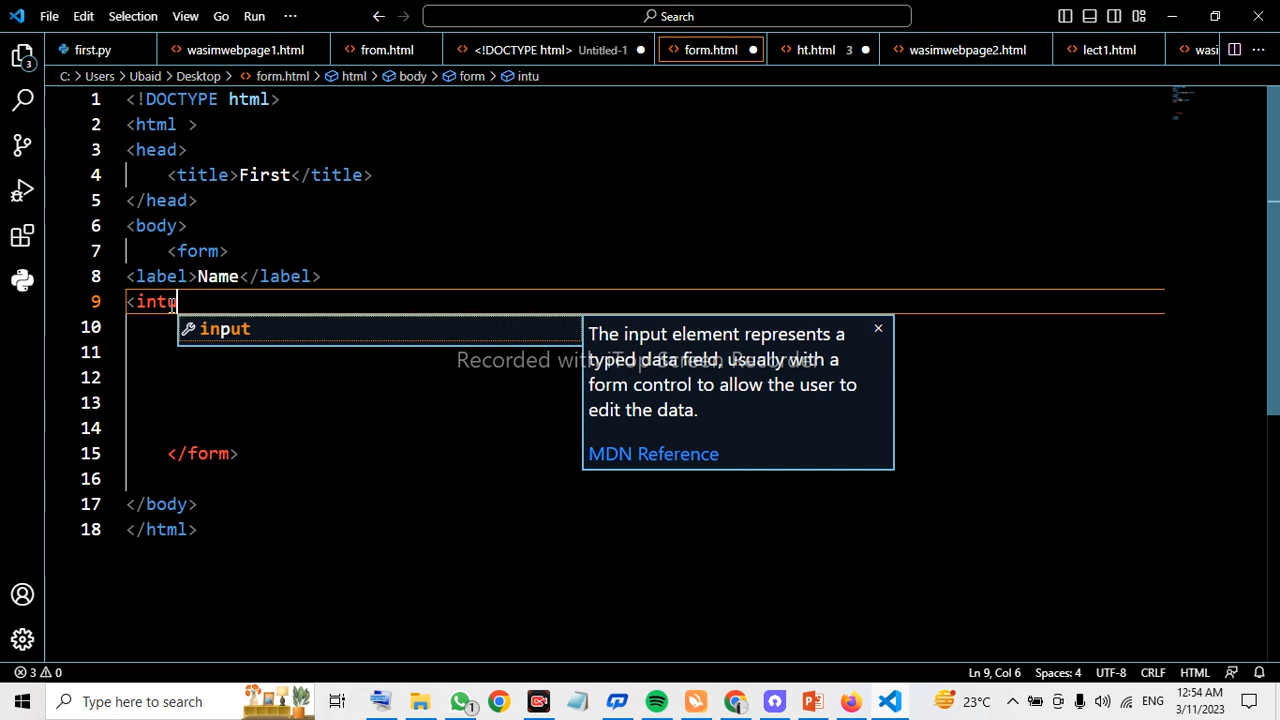 File Edit Selection View Go Run ··· Search
first.py wasimwebpage1.html from.html <!DOCTYPE html> Untitled-1 form.html ht.html 3 wasimwebpage2.html lect1.html wasi
C: > Users > Ubaid > Desktop > form.html > html > body > form > intu
1 <!DOCTYPE html>
2 <html >
3 <head>
4 <title>First</title>
5 </head>
6 <body>
7 <form>
8 <label>Name</label>
9 <intu
10 input
The input element represents a
11 typed data field, usually with a
Recorded with iTop Screen Recorder
12 form control to allow the user to
13 edit the data.
14
MDN Reference
15 </form>
16
17 </body>
18 </html>
3
3 0 Ln 9, Col 6 Spaces: 4 UTF-8 CRLF HTML
Type here to search 1 23°C ENG 12:54 AM
3/11/2023